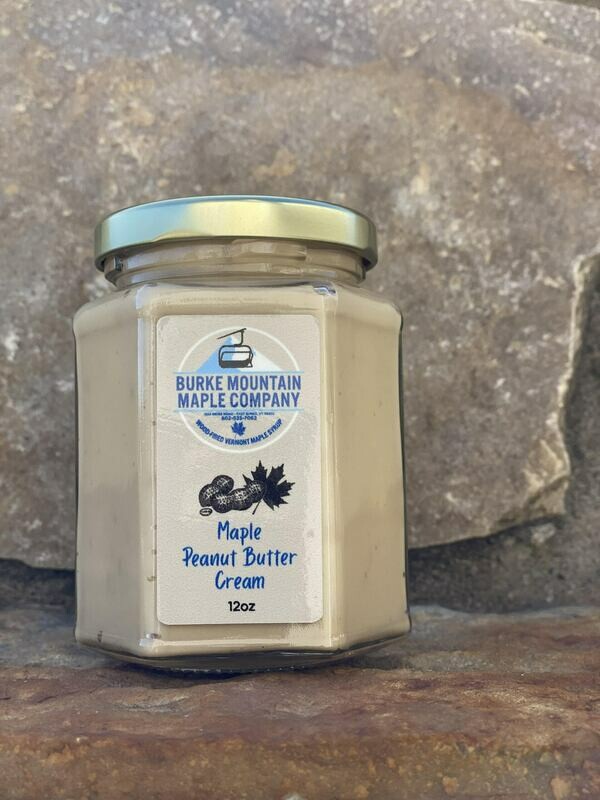 BURKE MOUNTAIN
MAPLE COMPANY
WOOD-FIRED VERMONT MAPLE SYRUP
Maple
Peanut Butter
Cream
12oz